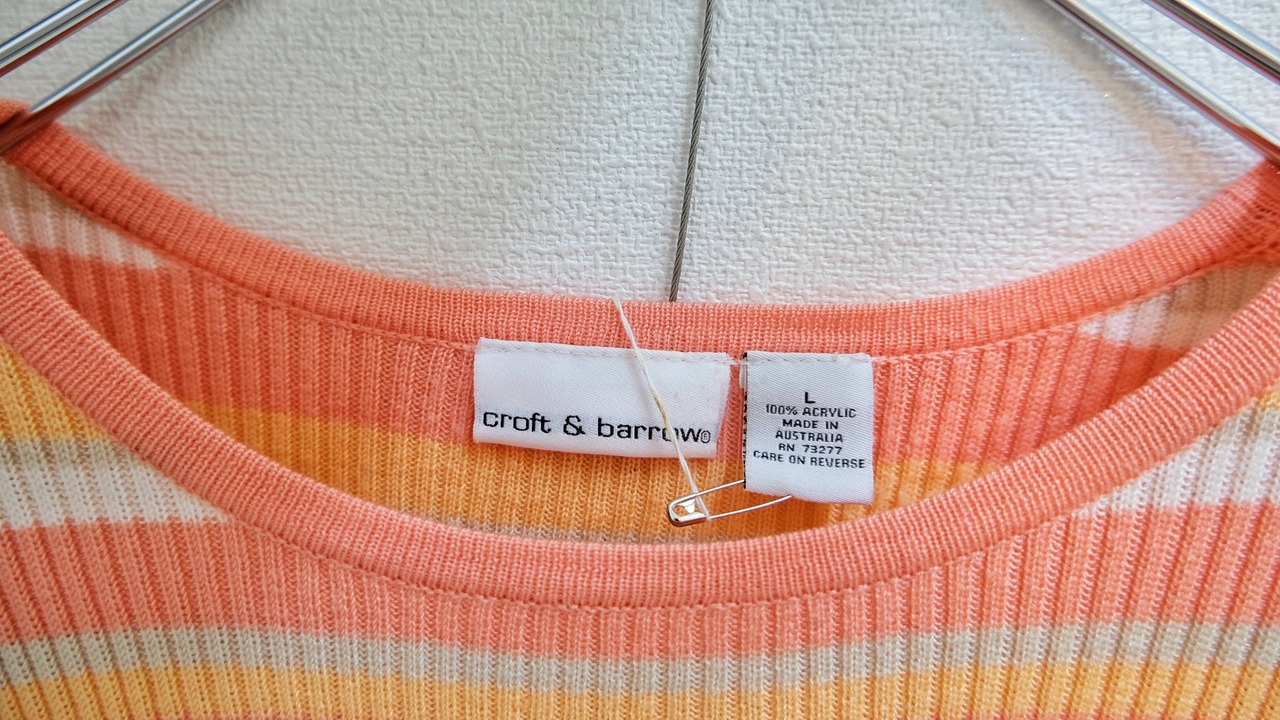 croft & barrow®
L
100% ACRYLIC
MADE IN
AUSTRALIA
RN 73277
CARE ON REVERSE